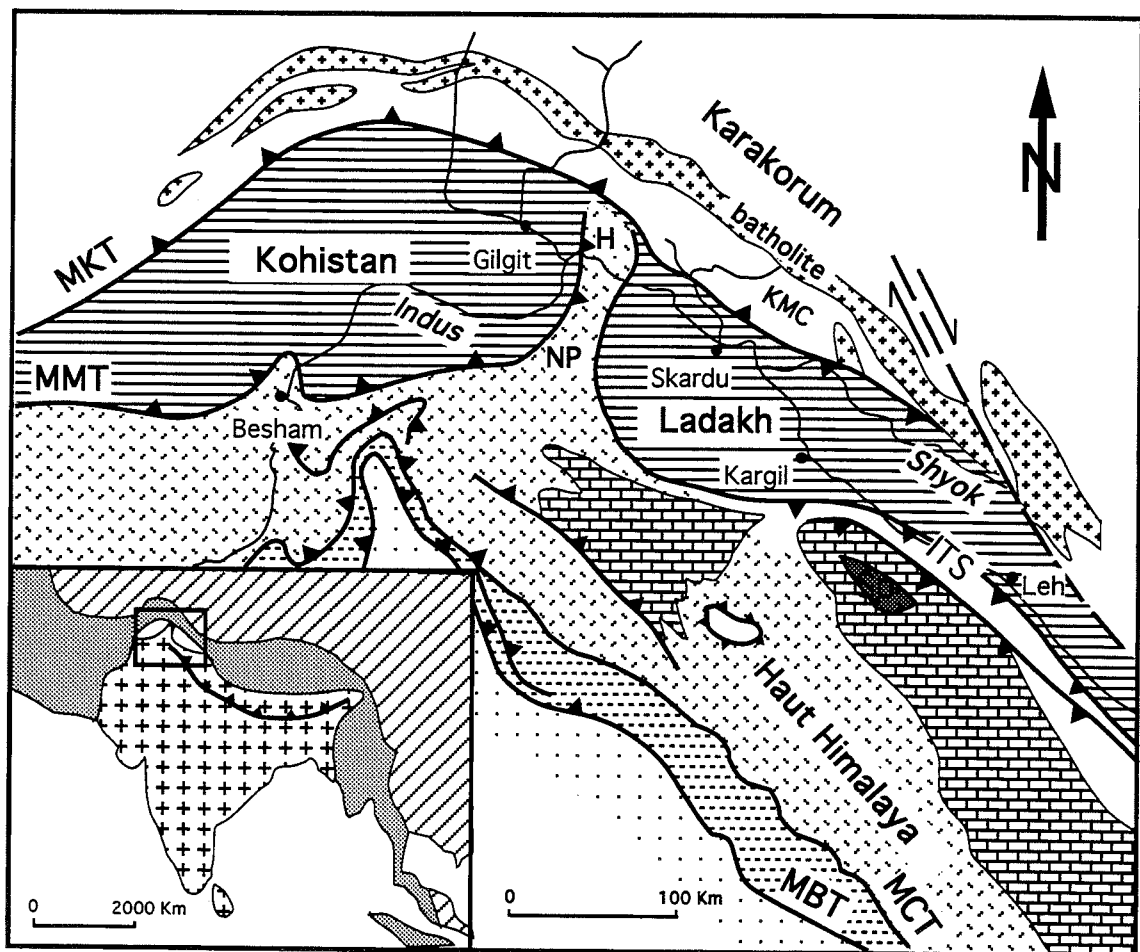 Karakorum
N
batholite
MKT
Kohistan
Gilgit
H
KMC
Indus
MMT
NP
Skardu
Besham
Ladakh
Kargil
Shyok
ITS
Leh
Haut Himalaya
MCT
MBT
0 2000 Km
0 100 Km